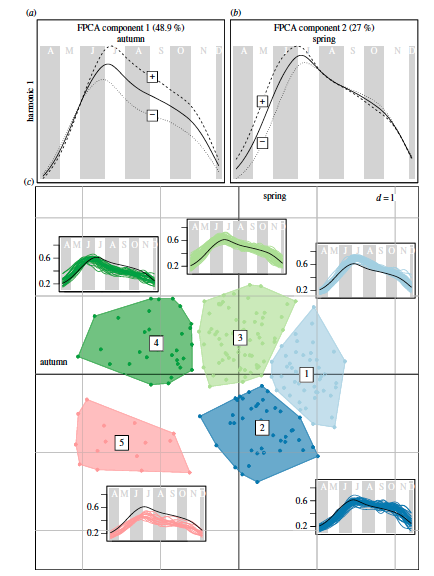 (a)
FPCA component 1 (48.9 %)
autumn
A M J J A S O N D
+
−
harmonic 1
(b)
FPCA component 2 (27 %)
spring
A M J J A S O N D
+
−
(c)
spring
d = 1
autumn
A M J J A S O N D
0.6
0.2
A M J J A S O N D
0.6
0.2
A M J J A S O N D
0.6
0.2
4
3
1
5
2
A M J J A S O N D
0.6
0.2
A M J J A S O N D
0.6
0.2